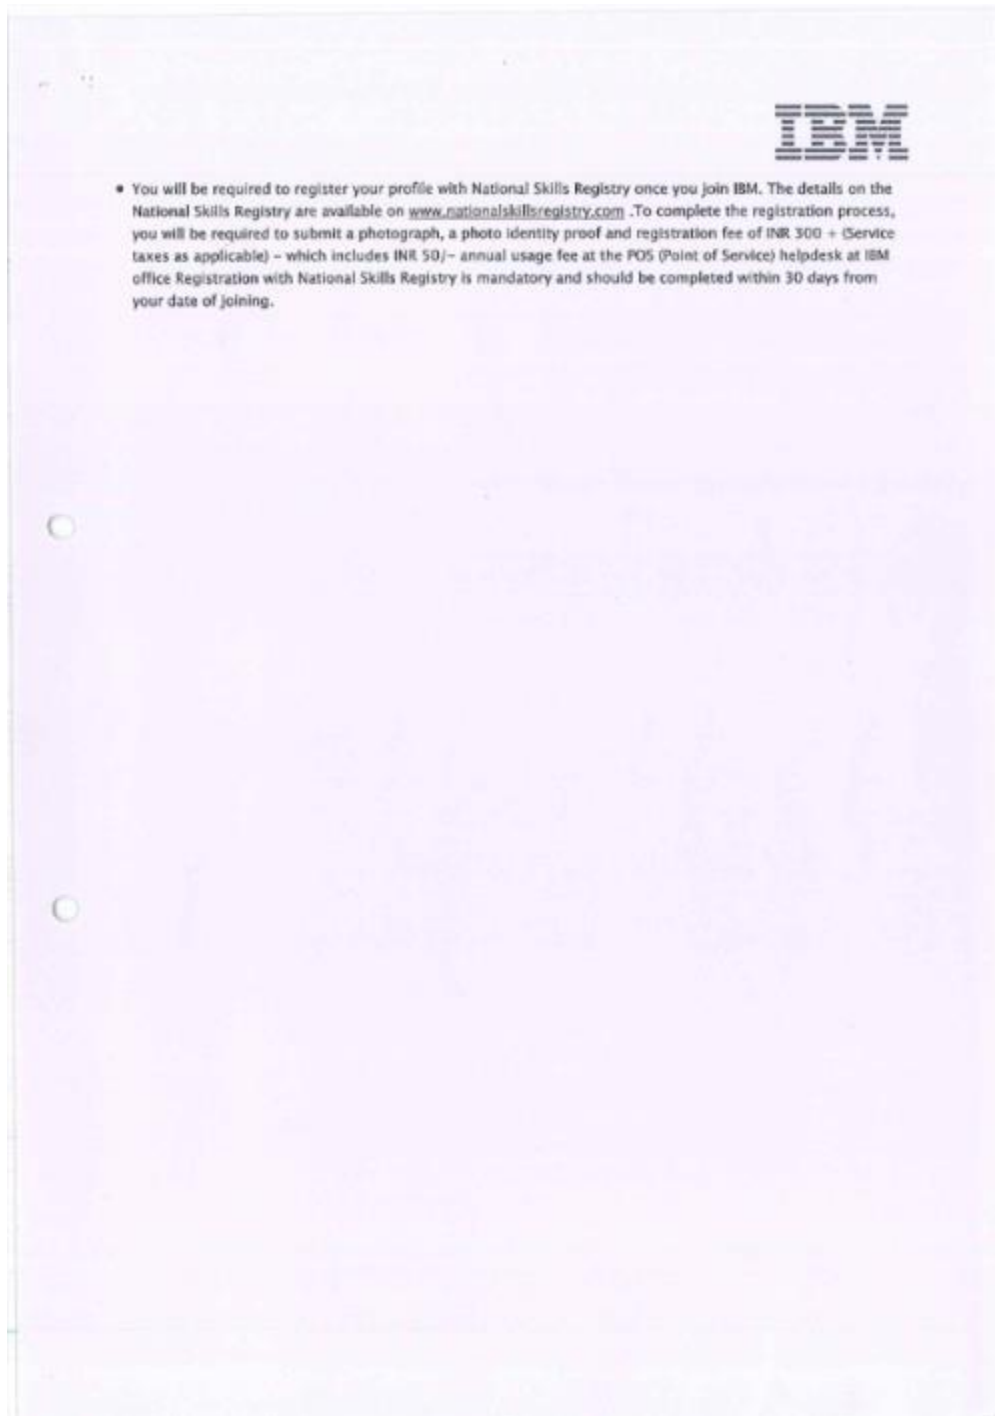 IBM
• You will be required to register your profile with National Skills Registry once you join IBM. The details on the
National Skills Registry are available on www.nationalskillsregistry.com .To complete the registration process,
you will be required to submit a photograph, a photo identity proof and registration fee of INR 300 + (Service
taxes as applicable) – which includes INR 50/– annual usage fee at the POS (Point of Service) helpdesk at IBM
office Registration with National Skills Registry is mandatory and should be completed within 30 days from
your date of joining.